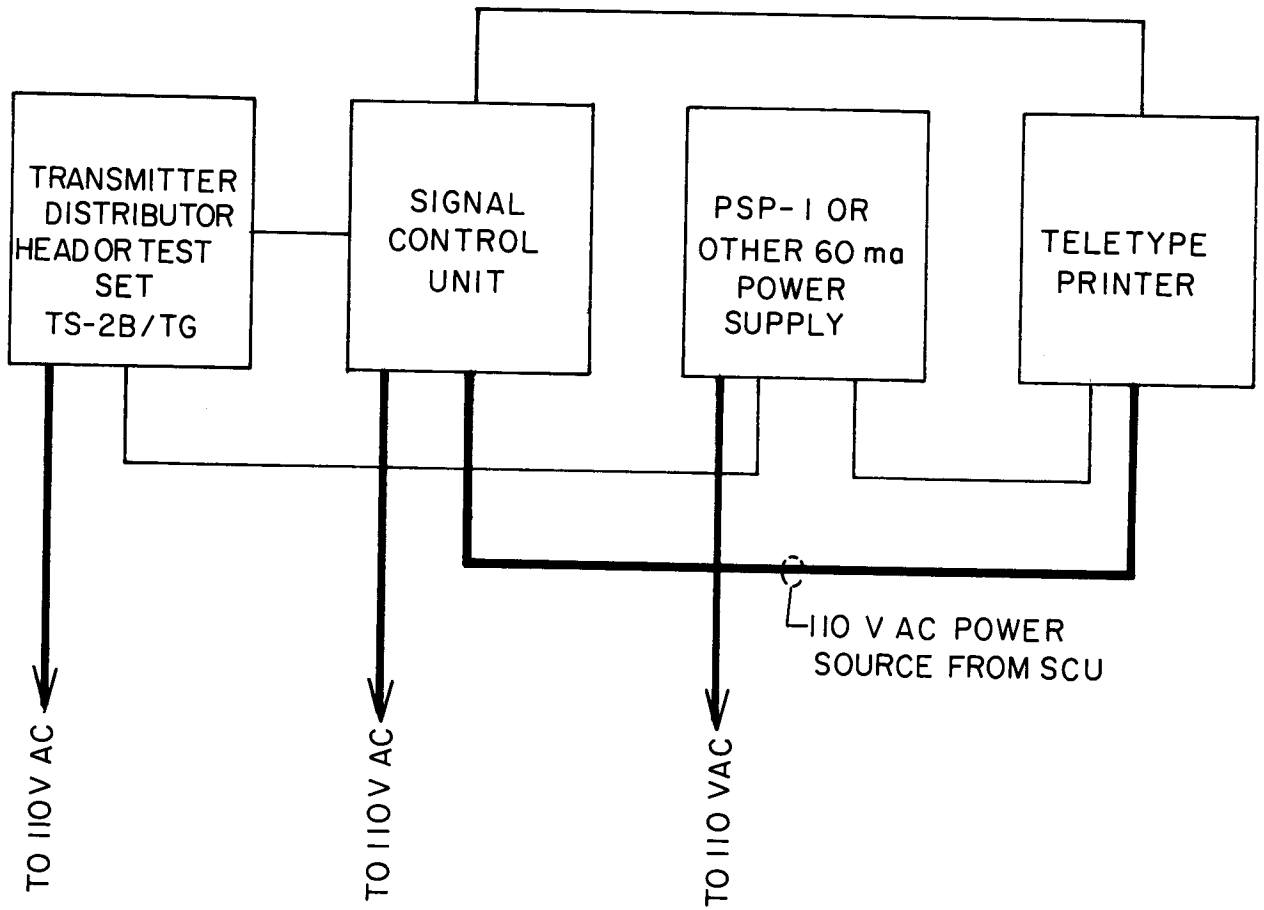 TRANSMITTER
DISTRIBUTOR
HEAD OR TEST
SET
TS-2B/TG
SIGNAL
CONTROL
UNIT
PSP-1 OR
OTHER 60 ma
POWER
SUPPLY
TELETYPE
PRINTER
110 V AC POWER
SOURCE FROM SCU
TO 110V AC
TO 110V AC
TO 110 VAC